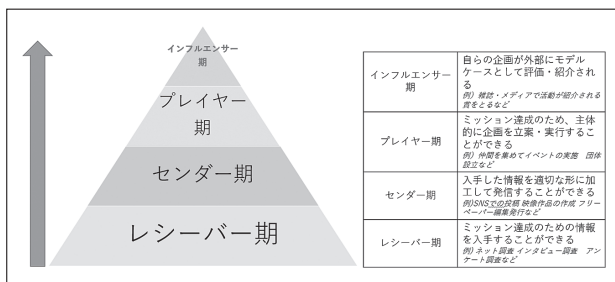 インフルエンサー
期
プレイヤー
期
センダー期
レシーバー期
インフルエンサー
期
自らの企画が外部にモデル
ケースとして評価・紹介され
る
例）雑誌・メディアで活動が紹介される
賞をとるなど
プレイヤー期
ミッション達成のため、主体
的に企画を立案・実行するこ
とができる
例）仲間を集めてイベントの実施　団体
設立など
センダー期
入手した情報を適切な形に加
工して発信することができる
例)SNSでの投稿 映像作品の作成 フリー
ペーパー編集発行など
レシーバー期
ミッション達成のための情報
を入手することができる
例）ネット調査 インタビュー調査　アン
ケート調査など